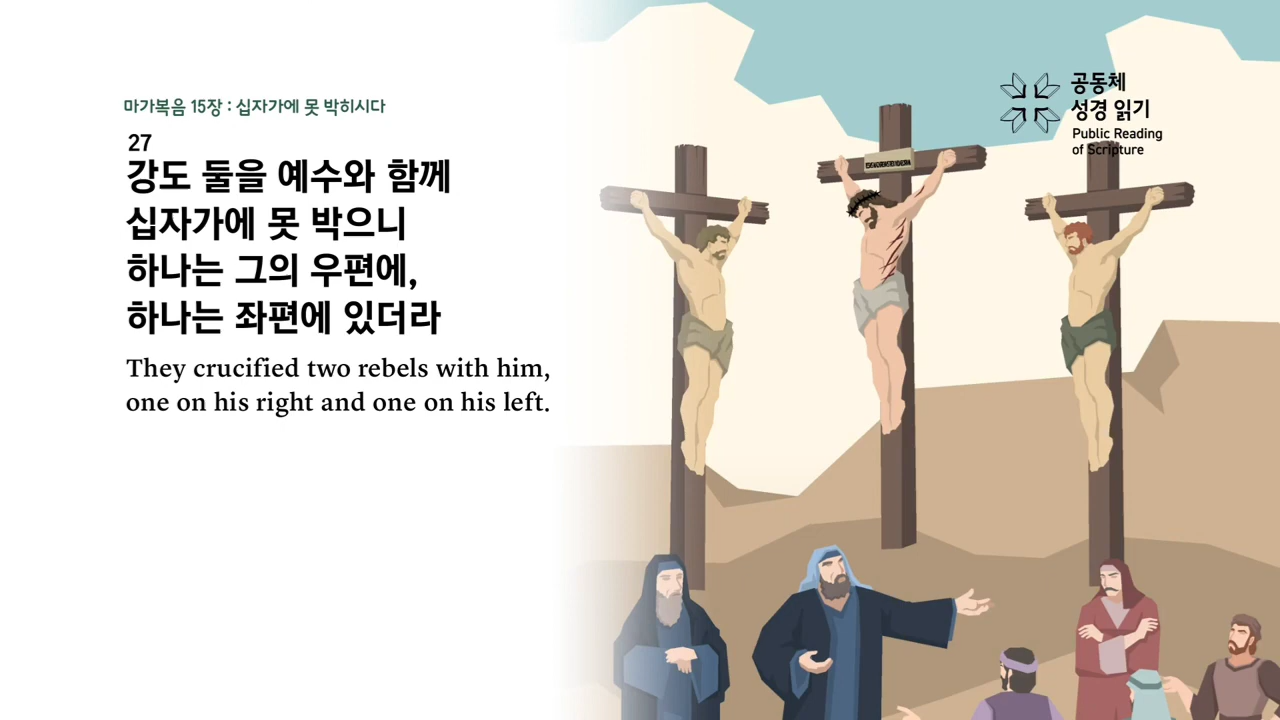 마가복음 15장 : 십자가에 못 박히시다
27
강도 둘을 예수와 함께
십자가에 못 박으니
하나는 그의 우편에,
하나는 좌편에 있더라
They crucified two rebels with him,
one on his right and one on his left.
공동체
성경 읽기
Public Reading
of Scripture